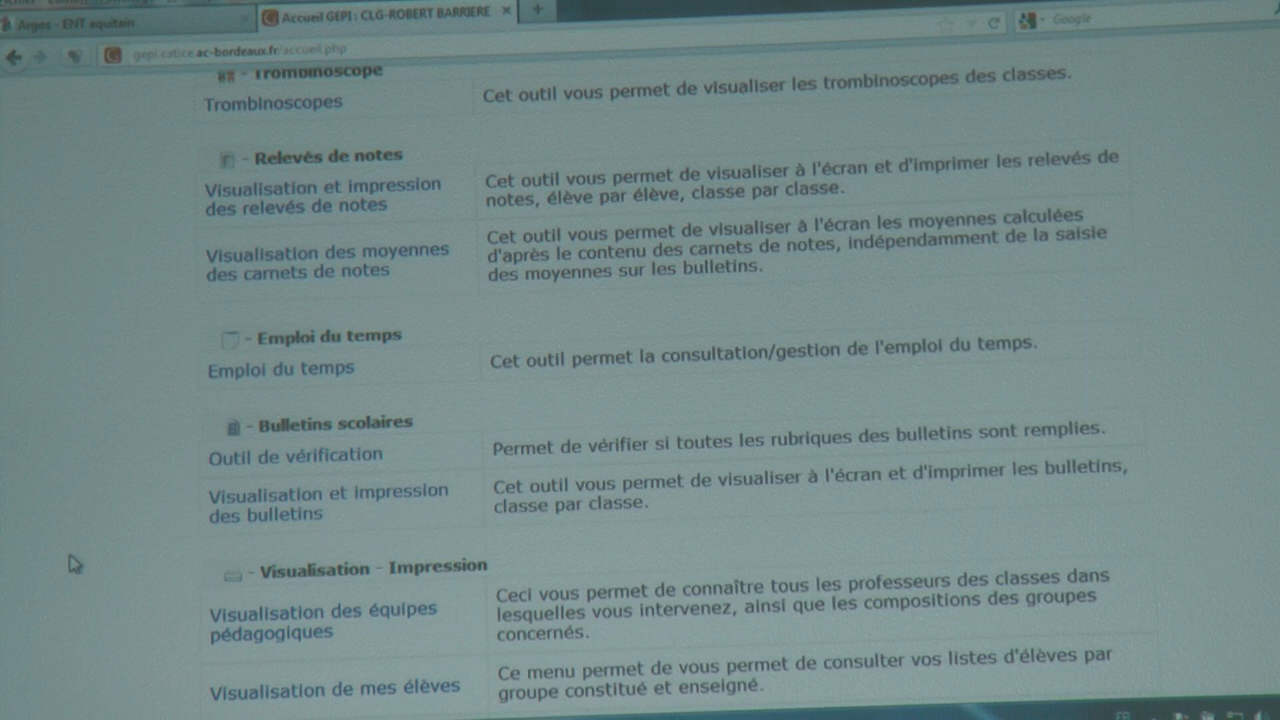 Argos - ENT aquitain
Accueil GEPI : CLG-ROBERT BARRIERE
gepi.catice.ac-bordeaux.fr/accueil.php
Google
- Trombinoscope
Trombinoscopes
Cet outil vous permet de visualiser les trombinoscopes des classes.
- Relevés de notes
Visualisation et impression
des relevés de notes
Cet outil vous permet de visualiser à l'écran et d'imprimer les relevés de
notes, élève par élève, classe par classe.
Visualisation des moyennes
des carnets de notes
Cet outil vous permet de visualiser à l'écran les moyennes calculées
d'après le contenu des carnets de notes, indépendamment de la saisie
des moyennes sur les bulletins.
- Emploi du temps
Emploi du temps
Cet outil permet la consultation/gestion de l'emploi du temps.
- Bulletins scolaires
Outil de vérification
Permet de vérifier si toutes les rubriques des bulletins sont remplies.
Visualisation et impression
des bulletins
Cet outil vous permet de visualiser à l'écran et d'imprimer les bulletins,
classe par classe.
- Visualisation - Impression
Visualisation des équipes
pédagogiques
Ceci vous permet de connaître tous les professeurs des classes dans
lesquelles vous intervenez, ainsi que les compositions des groupes
concernés.
Visualisation de mes élèves
Ce menu permet de vous permet de consulter vos listes d'élèves par
groupe constitué et enseigné.
FR